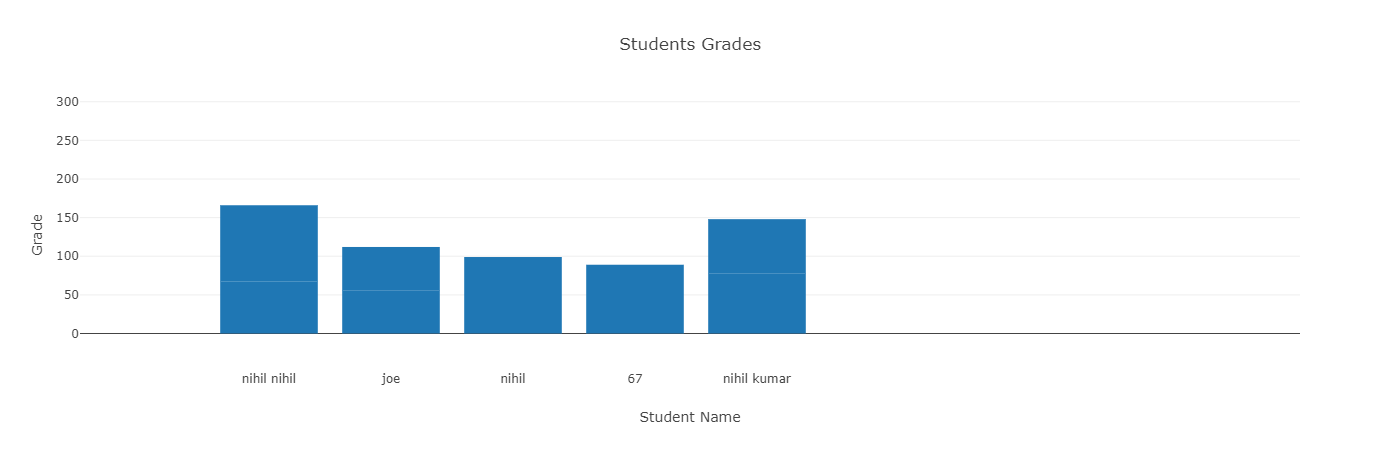 Students Grades
300
250
200
150
100
50
0
Grade
nihil nihil
joe
nihil
67
nihil kumar
Student Name